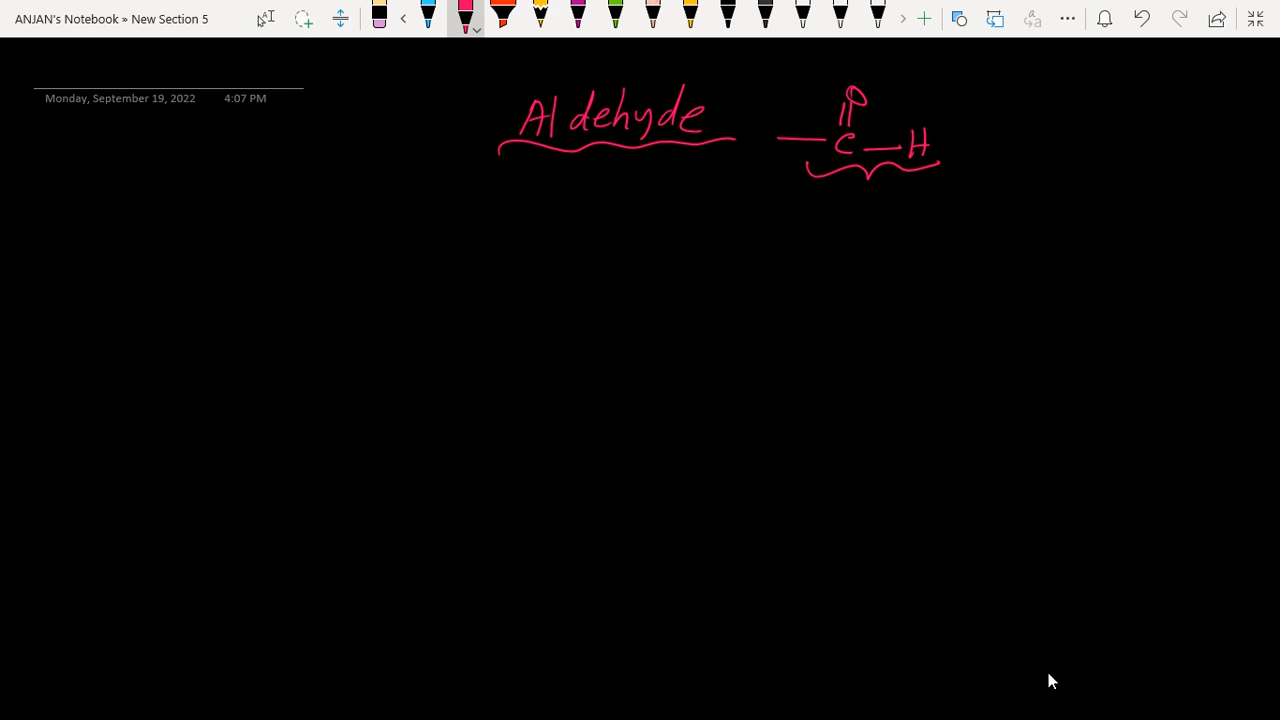 ANJAN's Notebook » New Section 5
Monday, September 19, 2022 4:07 PM
Aldehyde
O
— C — H